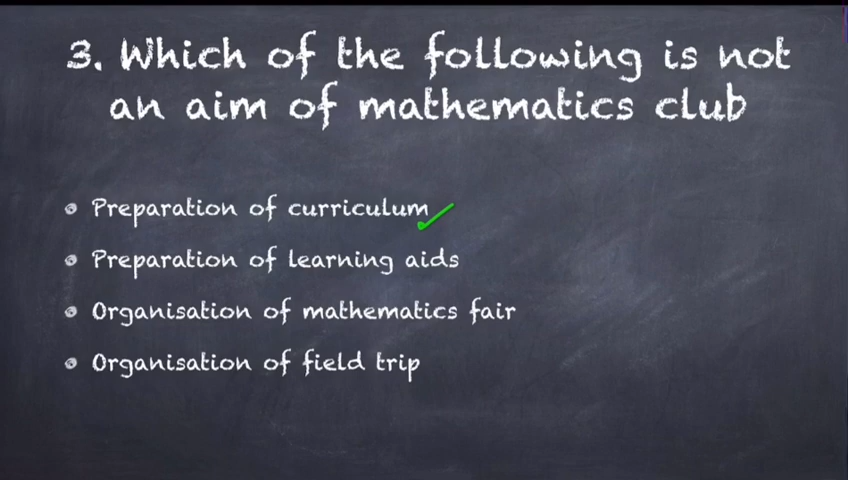 3. Which of the following is not
an aim of mathematics club
Preparation of curriculum
Preparation of learning aids
Organisation of mathematics fair
Organisation of field trip